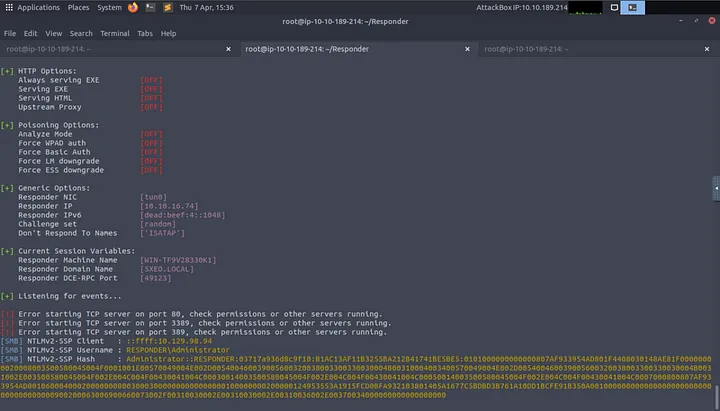 Applications Places System Thu 7 Apr, 15:36 AttackBox IP:10.10.189.214
root@ip-10-10-189-214: ~/Responder
File Edit View Search Terminal Tabs Help
root@ip-10-10-189-214: ~ root@ip-10-10-189-214: ~/Responder root@ip-10-10-189-214: ~
[+] HTTP Options:
Always serving EXE [OFF]
Serving EXE [OFF]
Serving HTML [OFF]
Upstream Proxy [OFF]
[+] Poisoning Options:
Analyze Mode [OFF]
Force WPAD auth [OFF]
Force Basic Auth [OFF]
Force LM downgrade [OFF]
Force ESS downgrade [OFF]
[+] Generic Options:
Responder NIC [tun0]
Responder IP [10.10.16.74]
Responder IPv6 [dead:beef:4::1048]
Challenge set [random]
Don't Respond To Names ['ISATAP']
[+] Current Session Variables:
Responder Machine Name [WIN-TF9V28330K1]
Responder Domain Name [SXEO.LOCAL]
Responder DCE-RPC Port [49123]
[+] Listening for events...
[!] Error starting TCP server on port 80, check permissions or other servers running.
[!] Error starting TCP server on port 3389, check permissions or other servers running.
[!] Error starting TCP server on port 389, check permissions or other servers running.
[SMB] NTLMv2-SSP Client : ::ffff:10.129.98.94
[SMB] NTLMv2-SSP Username : RESPONDER\Administrator
[SMB] NTLMv2-SSP Hash : Administrator::RESPONDER: